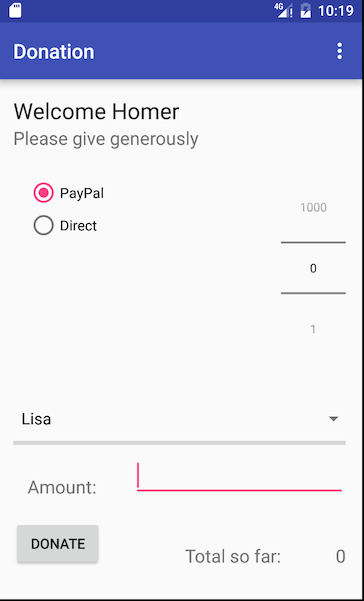 4G 10:19
Donation
Welcome Homer
Please give generously
PayPal
1000
Direct
0
1
Lisa
Amount:
DONATE
Total so far: 0